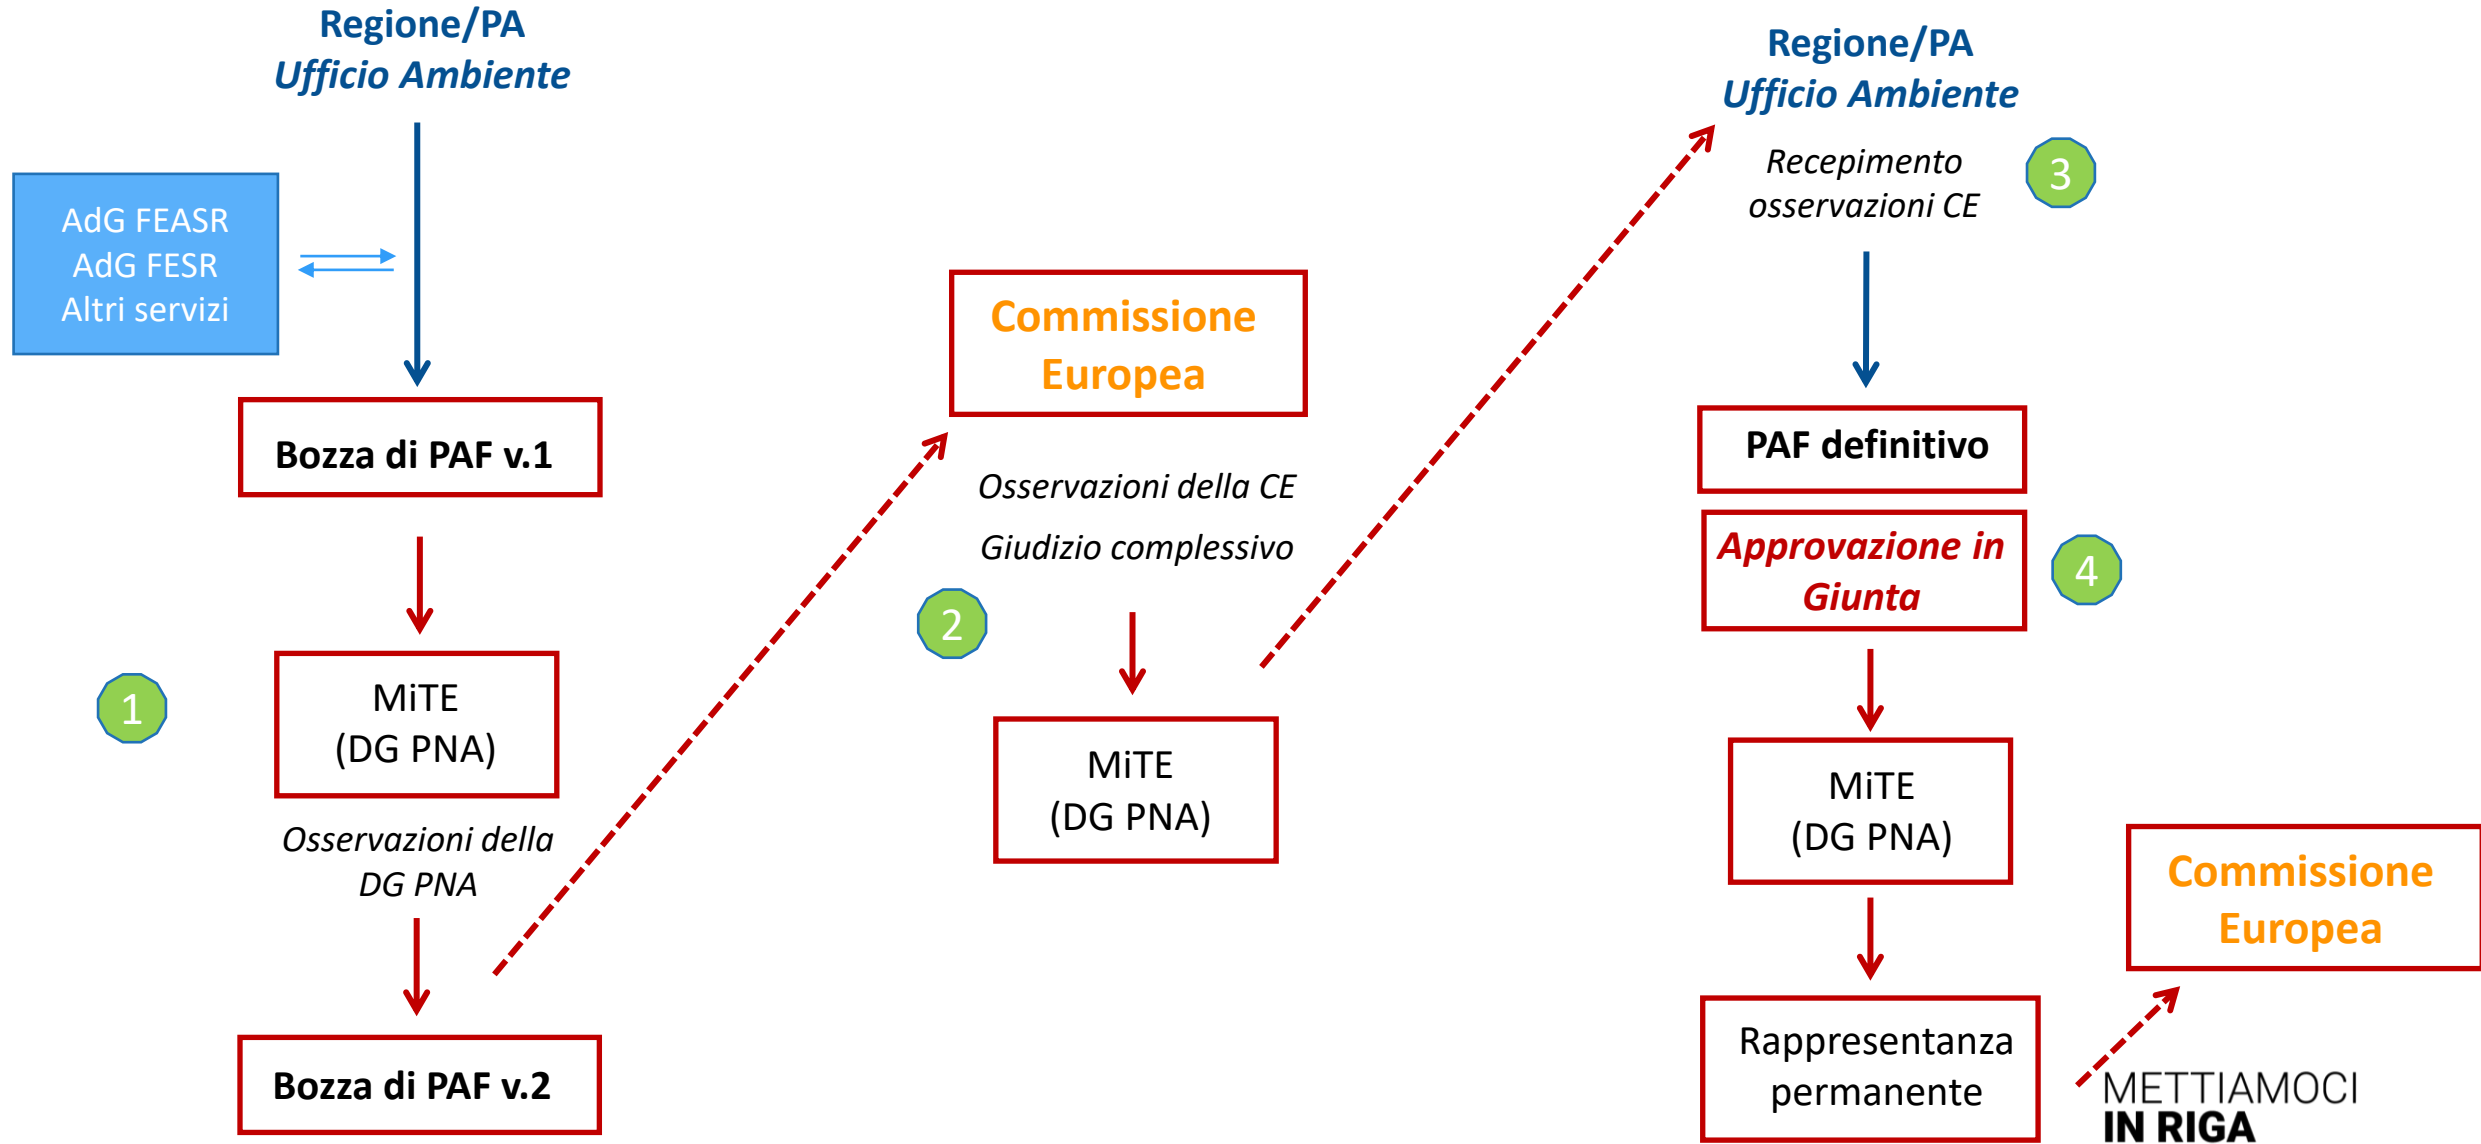 Regione/PA
Ufficio Ambiente
AdG FEASR
AdG FESR
Altri servizi
Bozza di PAF v.1
1
MiTE
(DG PNA)
Osservazioni della
DG PNA
Bozza di PAF v.2
Commissione
Europea
Osservazioni della CE
Giudizio complessivo
2
MiTE
(DG PNA)
Regione/PA
Ufficio Ambiente
Recepimento
osservazioni CE
3
PAF definitivo
Approvazione in
Giunta
4
MiTE
(DG PNA)
Rappresentanza
permanente
Commissione
Europea
METTIAMOCI
IN RIGA